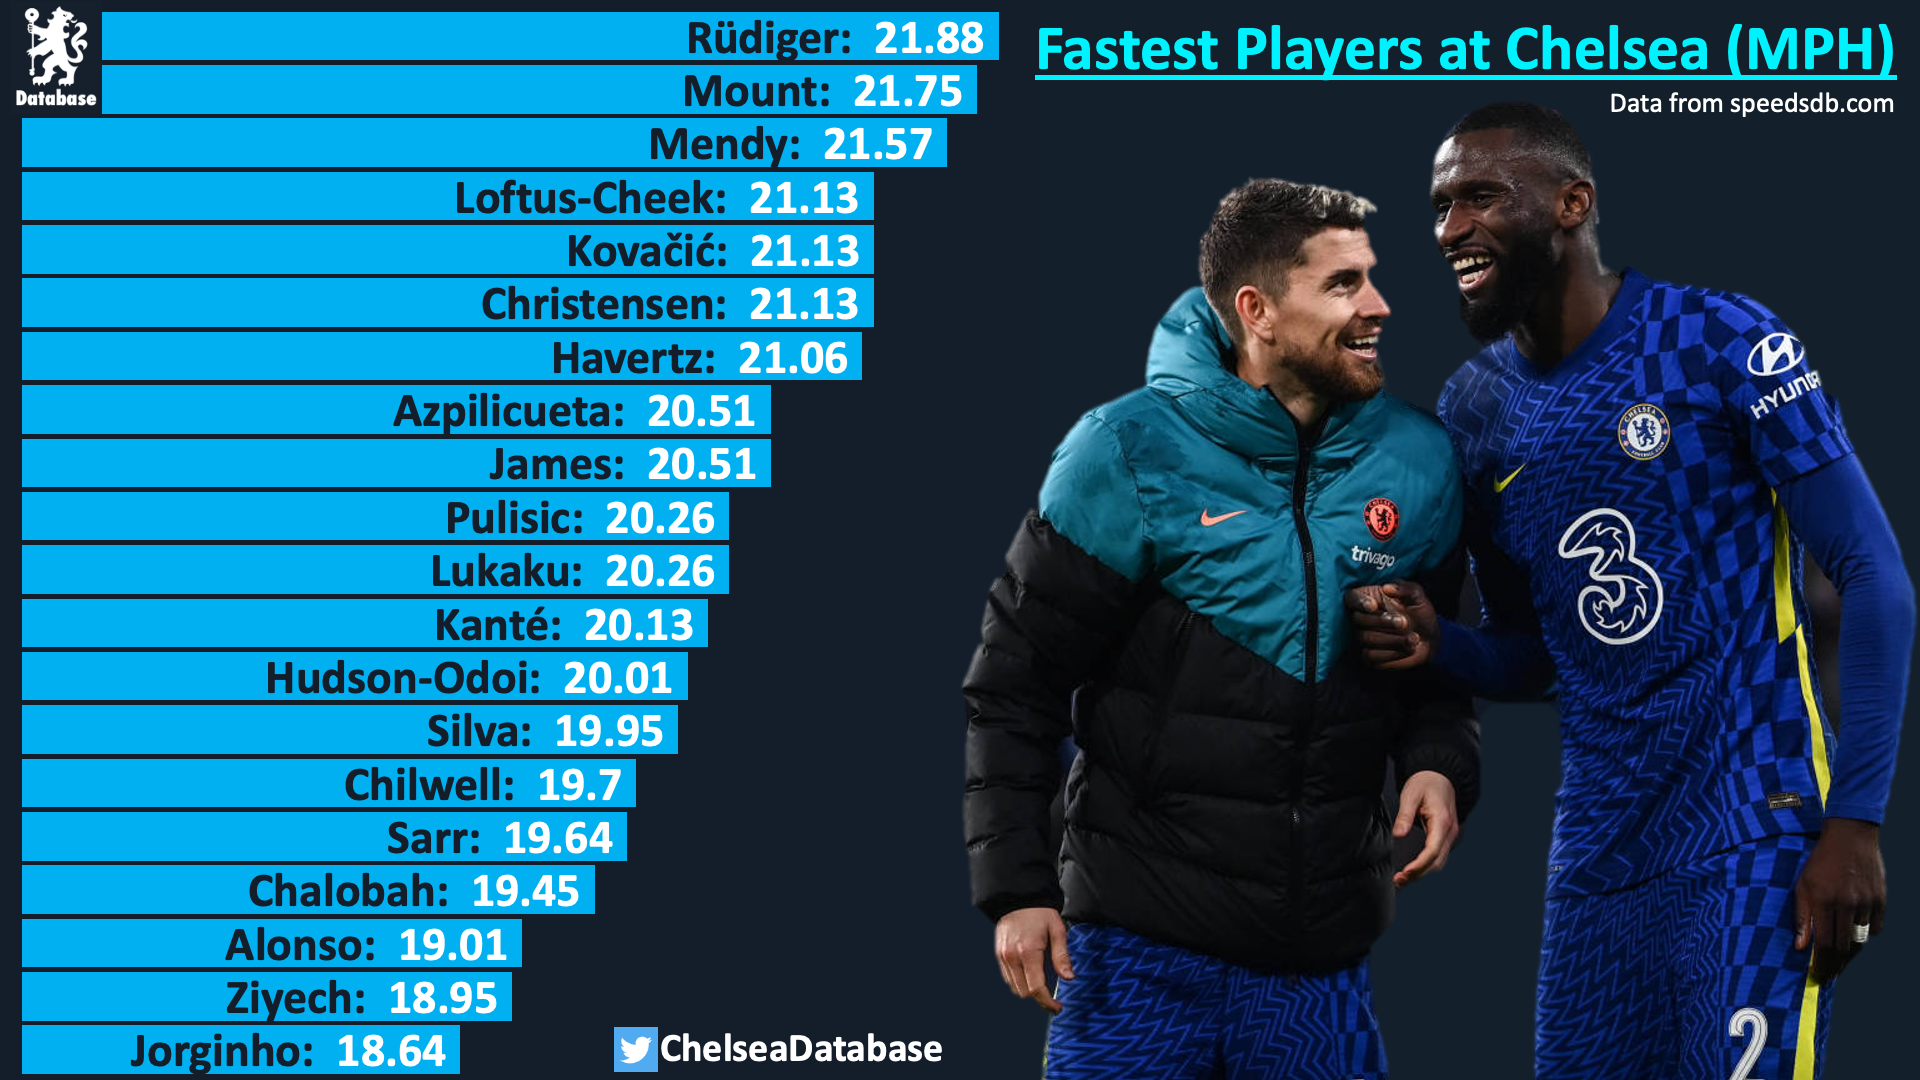 Database
Fastest Players at Chelsea (MPH)
Data from speedsdb.com
Rüdiger: 21.88
Mount: 21.75
Mendy: 21.57
Loftus-Cheek: 21.13
Kovačić: 21.13
Christensen: 21.13
Havertz: 21.06
Azpilicueta: 20.51
James: 20.51
Pulisic: 20.26
Lukaku: 20.26
Kanté: 20.13
Hudson-Odoi: 20.01
Silva: 19.95
Chilwell: 19.7
Sarr: 19.64
Chalobah: 19.45
Alonso: 19.01
Ziyech: 18.95
Jorginho: 18.64
ChelseaDatabase
trivago
CHELSEA
HYUNDA
3
2